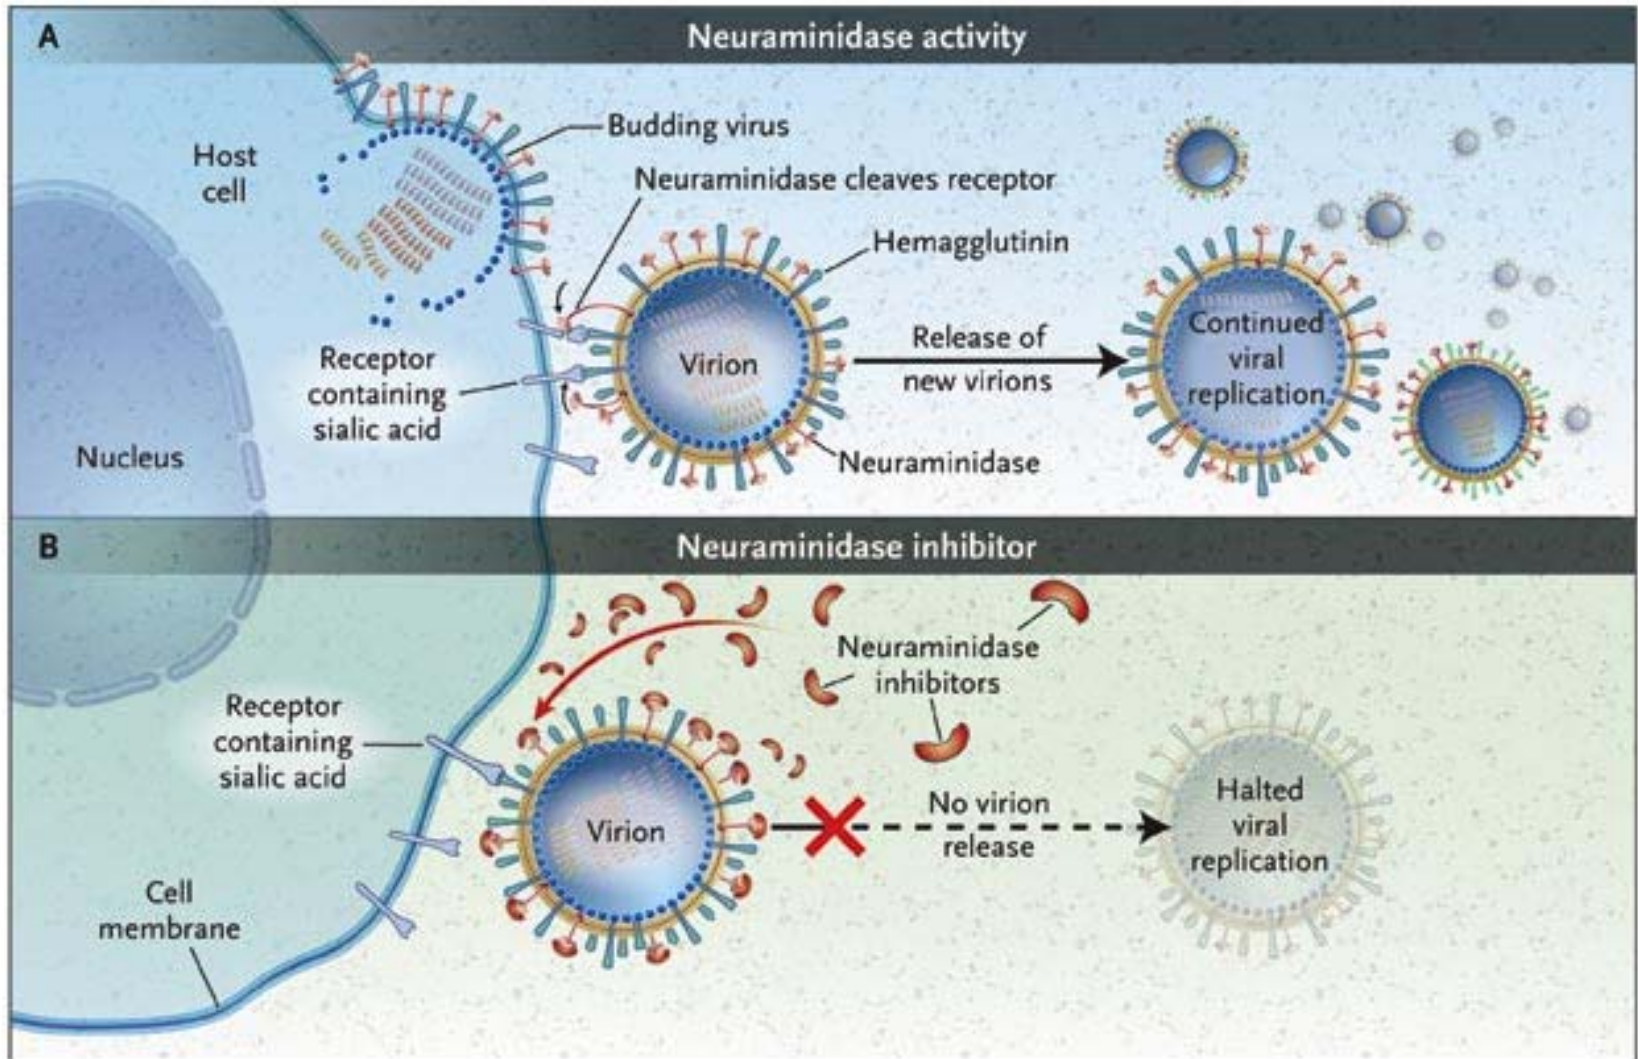 A
Neuraminidase activity
Host
cell
Budding virus
Neuraminidase cleaves receptor
Hemagglutinin
Receptor
containing
sialic acid
Virion
Release of
new virions
Continued
viral
replication
Nucleus
Neuraminidase
B
Neuraminidase inhibitor
Neuraminidase
inhibitors
Receptor
containing
sialic acid
Virion
No virion
release
Halted
viral
replication
Cell
membrane